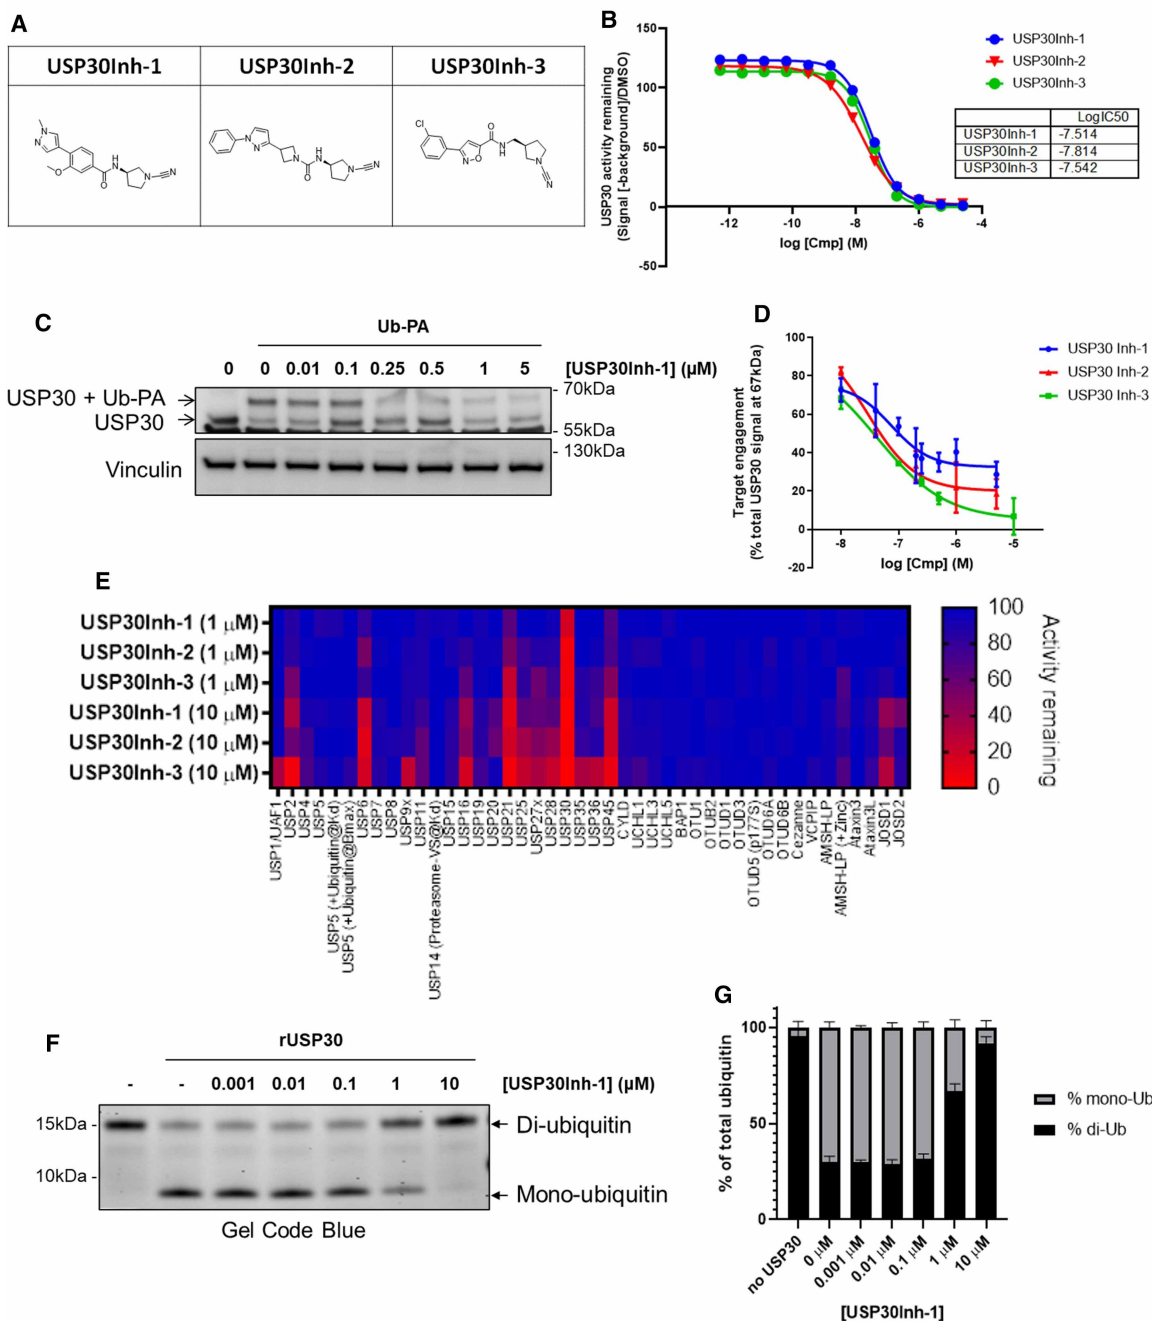 A
USP30Inh-1 USP30Inh-2 USP30Inh-3
B
USP30 activity remaining
(Signal [-background]/DMSO)
150
100
50
0
-50
-12 -10 -8 -6 -4
log [Cmp] (M)
USP30Inh-1
USP30Inh-2
USP30Inh-3
LogIC50
USP30Inh-1 -7.514
USP30Inh-2 -7.814
USP30Inh-3 -7.542
C
Ub-PA
0 0 0.01 0.1 0.25 0.5 1 5 [USP30Inh-1] (µM)
USP30 + Ub-PA
USP30
Vinculin
- 70kDa
- 55kDa
- 130kDa
D
Target engagement
(% total USP30 signal at 67kDa)
100
80
60
40
20
0
-20
-8 -7 -6 -5
log [Cmp] (M)
USP30 Inh-1
USP30 Inh-2
USP30 Inh-3
E
USP30Inh-1 (1 µM)
USP30Inh-2 (1 µM)
USP30Inh-3 (1 µM)
USP30Inh-1 (10 µM)
USP30Inh-2 (10 µM)
USP30Inh-3 (10 µM)
USP1/UAF1
USP2
USP4
USP5
USP5 (+Ubiquitin@Kd)
USP5 (+Ubiquitin@Bmax)
USP6
USP7
USP8
USP9x
USP11
USP14 (Proteasome-VS@Kd)
USP15
USP16
USP19
USP20
USP21
USP25
USP27x
USP28
USP30
USP35
USP36
USP45
CYLD
UCHL1
UCHL3
UCHL5
BAP1
OTU1
OTUB2
OTUD1
OTUD3
OTUD5 (p177S)
OTUD6A
OTUD6B
Cezanne
VCPIP
AMSH-LP
AMSH-LP (+Zinc)
Ataxin3
Ataxin3L
JOSD1
JOSD2
100
80
60
40
20
0
Activity remaining
F
rUSP30
- - 0.001 0.01 0.1 1 10 [USP30Inh-1] (µM)
15kDa -
10kDa -
Di-ubiquitin
Mono-ubiquitin
Gel Code Blue
G
% of total ubiquitin
100
50
0
no USP30
0 µM
0.001 µM
0.01 µM
0.1 µM
1 µM
10 µM
[USP30Inh-1]
% mono-Ub
% di-Ub